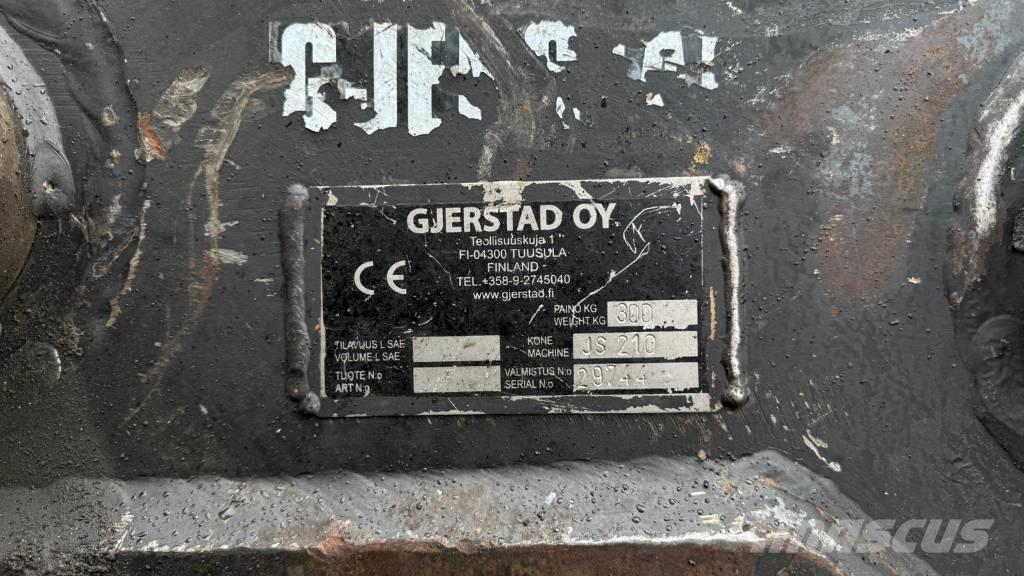 GJERSTAD OY
Teollisuuskuja 1
FI-04300 TUUSULA
FINLAND
TEL.+358-9-2745040
www.gjerstad.fi
CE
PAINO KG
WEIGHT KG 300
TILAVUUS L SAE
VOLUME L SAE
KONE
MACHINE JS 210
TUOTE N:o
ART N:o
VALMISTUS N:o
SERIAL N:o 29744
MASCUS